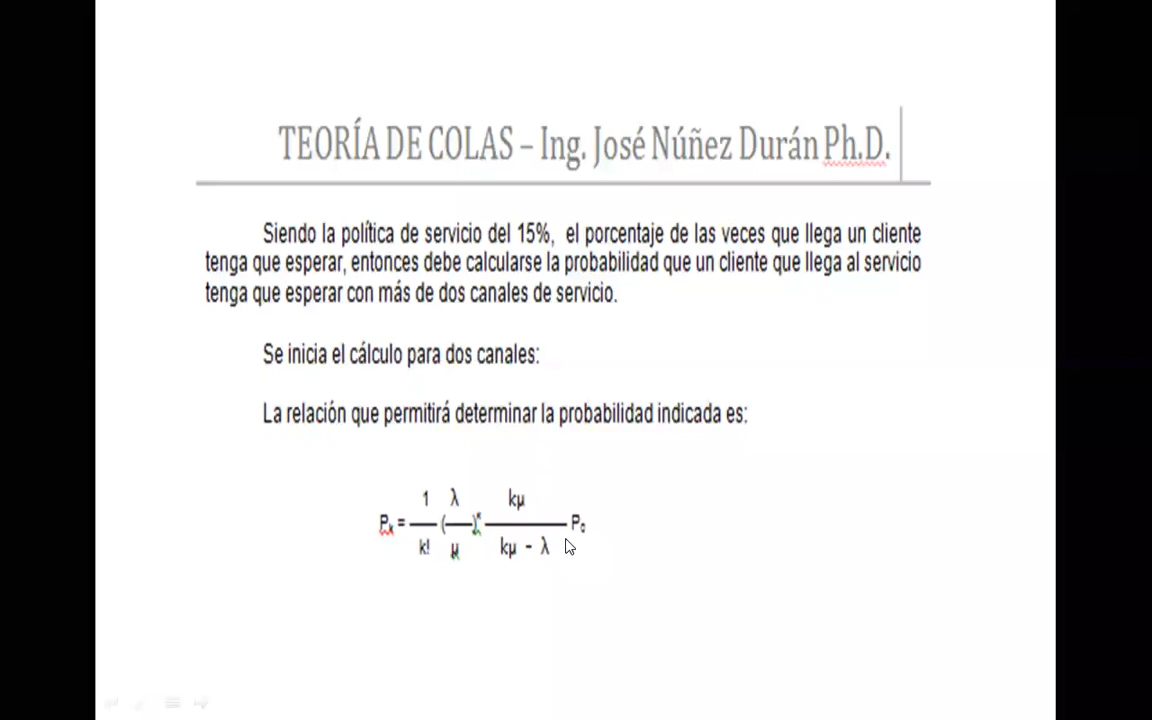 TEORÍA DE COLAS – Ing. José Núñez Durán Ph.D.
Siendo la política de servicio del 15%, el porcentaje de las veces que llega un cliente
tenga que esperar, entonces debe calcularse la probabilidad que un cliente que llega al servicio
tenga que esperar con más de dos canales de servicio.
Se inicia el cálculo para dos canales:
La relación que permitirá determinar la probabilidad indicada es:
1 λ kμ
Pk = —— (——)k ———— Po
k! μ kμ - λ